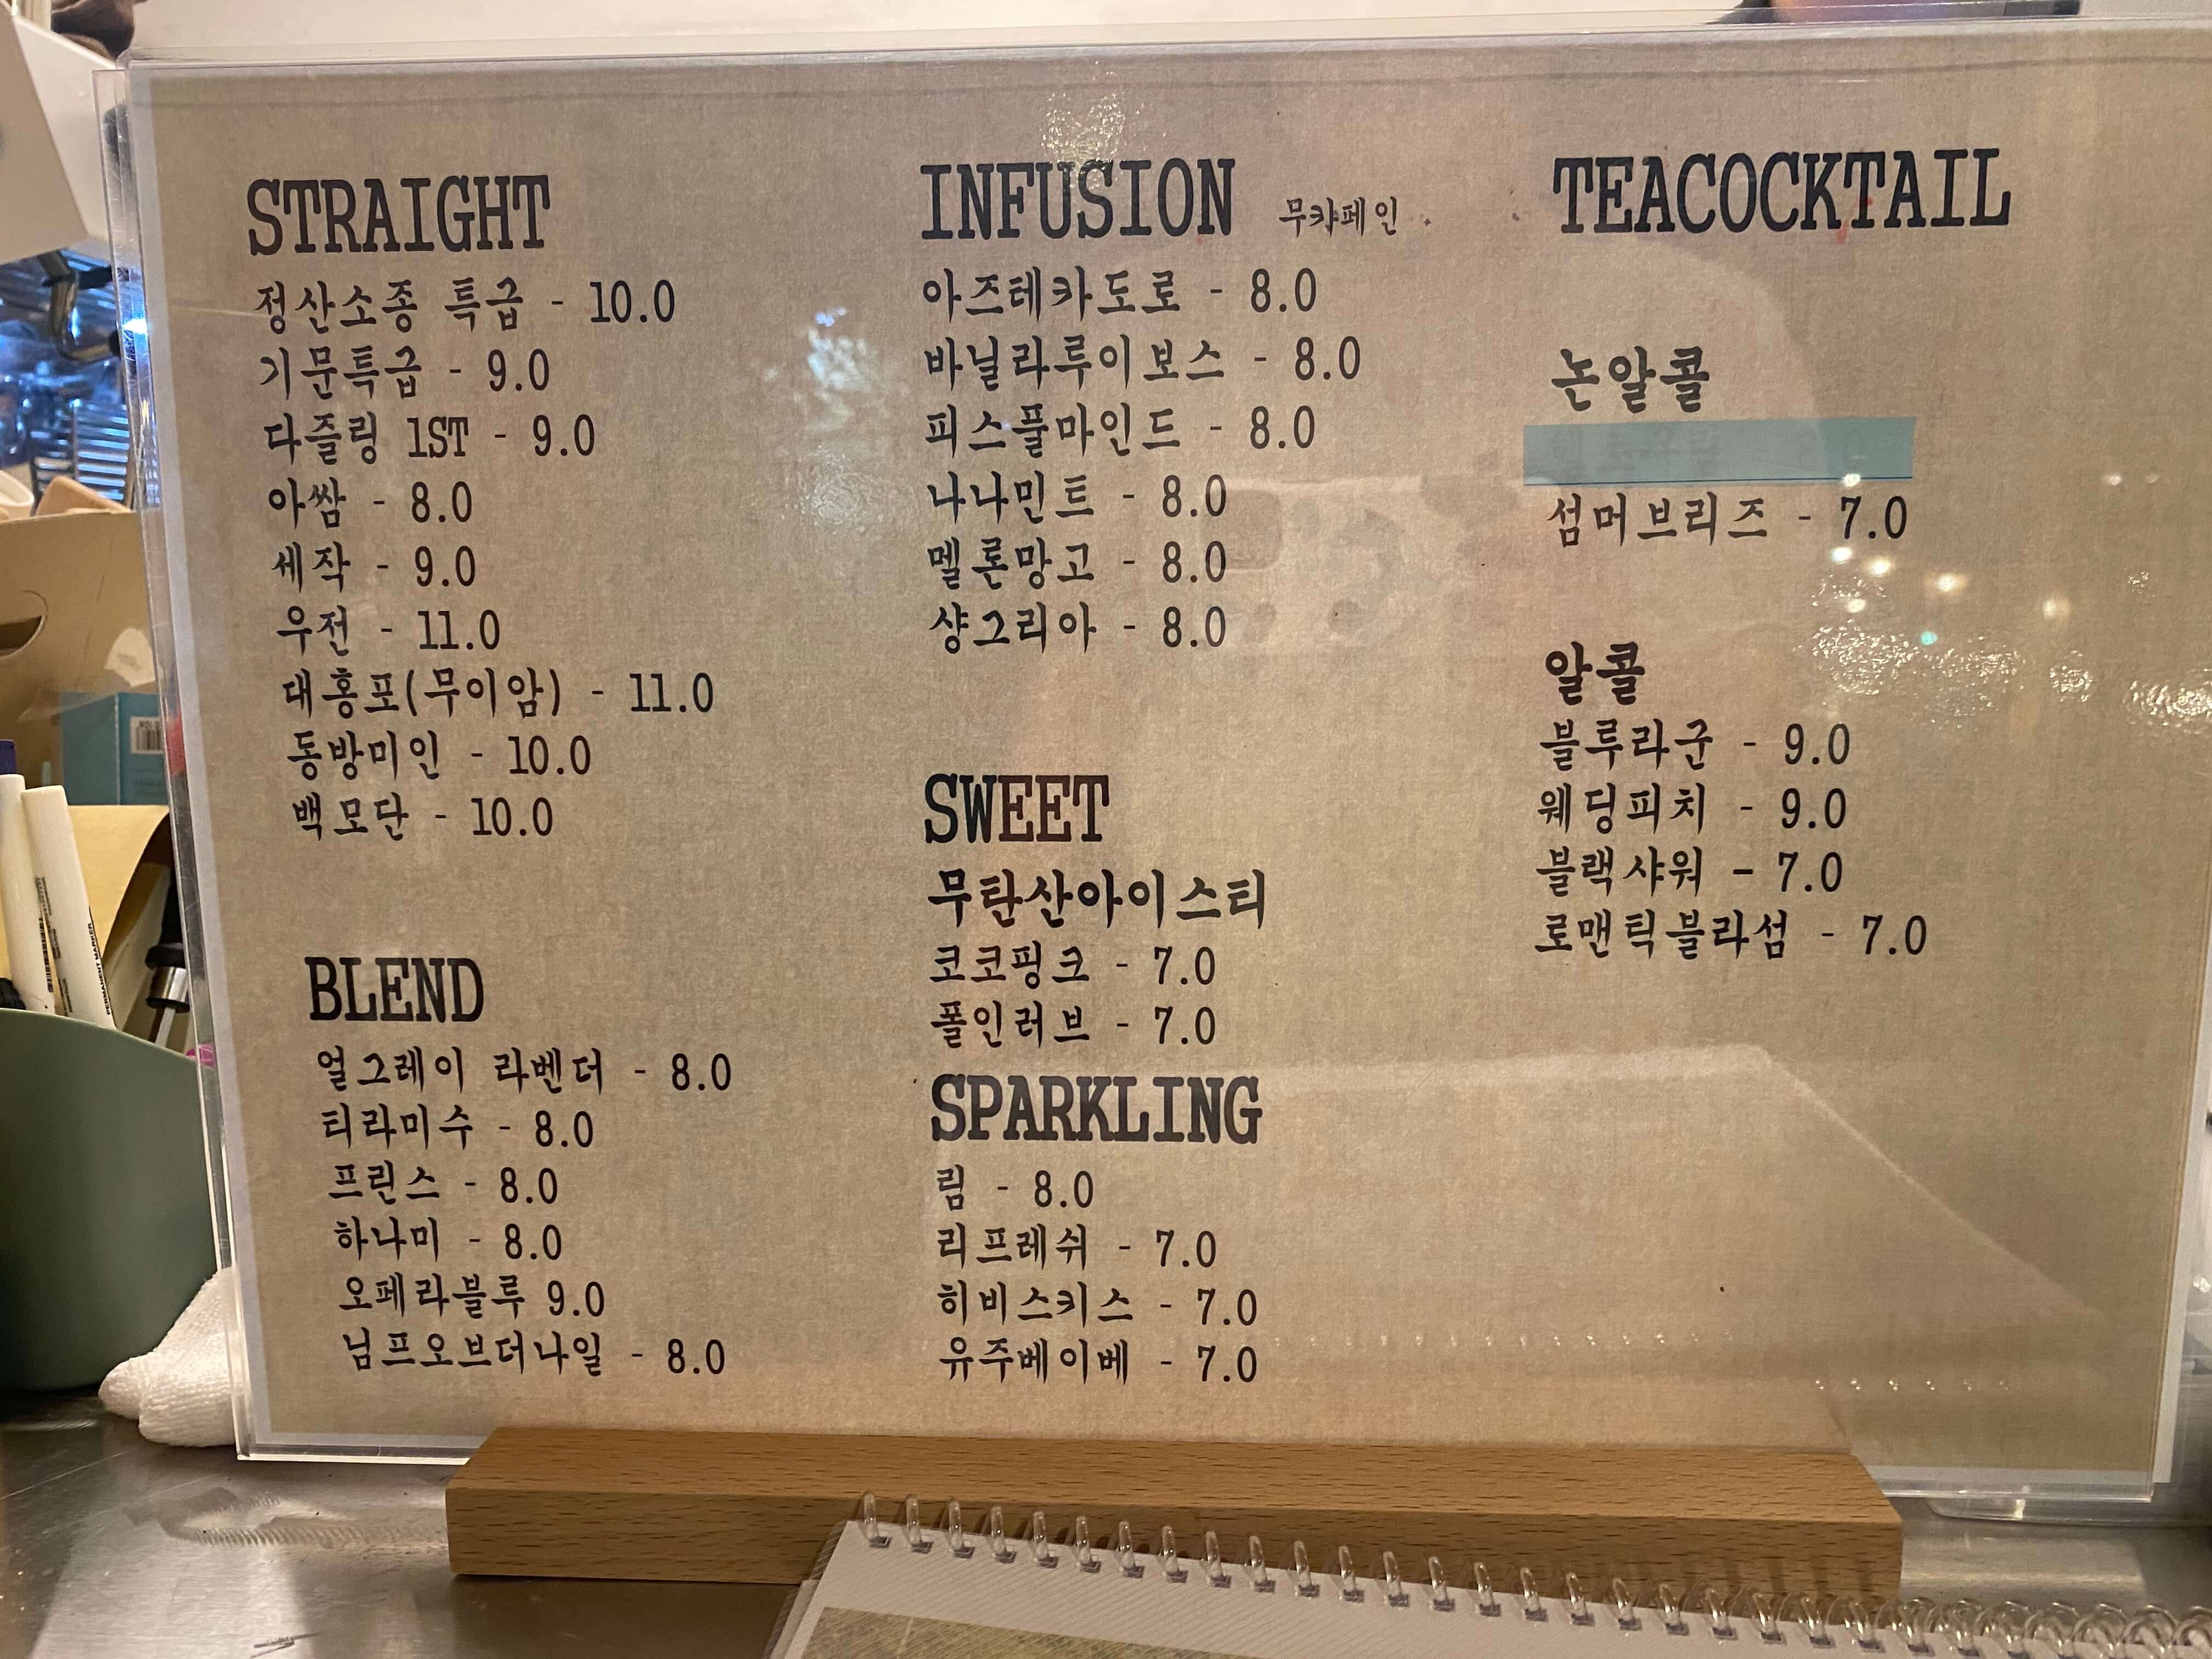 STRAIGHT
정산소종 특급 - 10.0
기문특급 - 9.0
다즐링 1ST - 9.0
아쌈 - 8.0
세작 - 9.0
우전 - 11.0
대홍포(무이암) - 11.0
동방미인 - 10.0
백모단 - 10.0
BLEND
얼그레이 라벤더 - 8.0
티라미수 - 8.0
프린스 - 8.0
하나미 - 8.0
오페라블루 9.0
님프오브더나일 - 8.0
INFUSION 무카페인
아즈테카도로 - 8.0
바닐라루이보스 - 8.0
피스풀마인드 - 8.0
나나민트 - 8.0
멜론망고 - 8.0
샹그리아 - 8.0
SWEET
무탄산아이스티
코코핑크 - 7.0
폴인러브 - 7.0
SPARKLING
림 - 8.0
리프레쉬 - 7.0
히비스키스 - 7.0
유주베이베 - 7.0
TEACOCKTAIL
논알콜
섬머브리즈 - 7.0
알콜
블루라군 - 9.0
웨딩피치 - 9.0
블랙샤워 - 7.0
로맨틱블라섬 - 7.0
PERMANENT MARKER